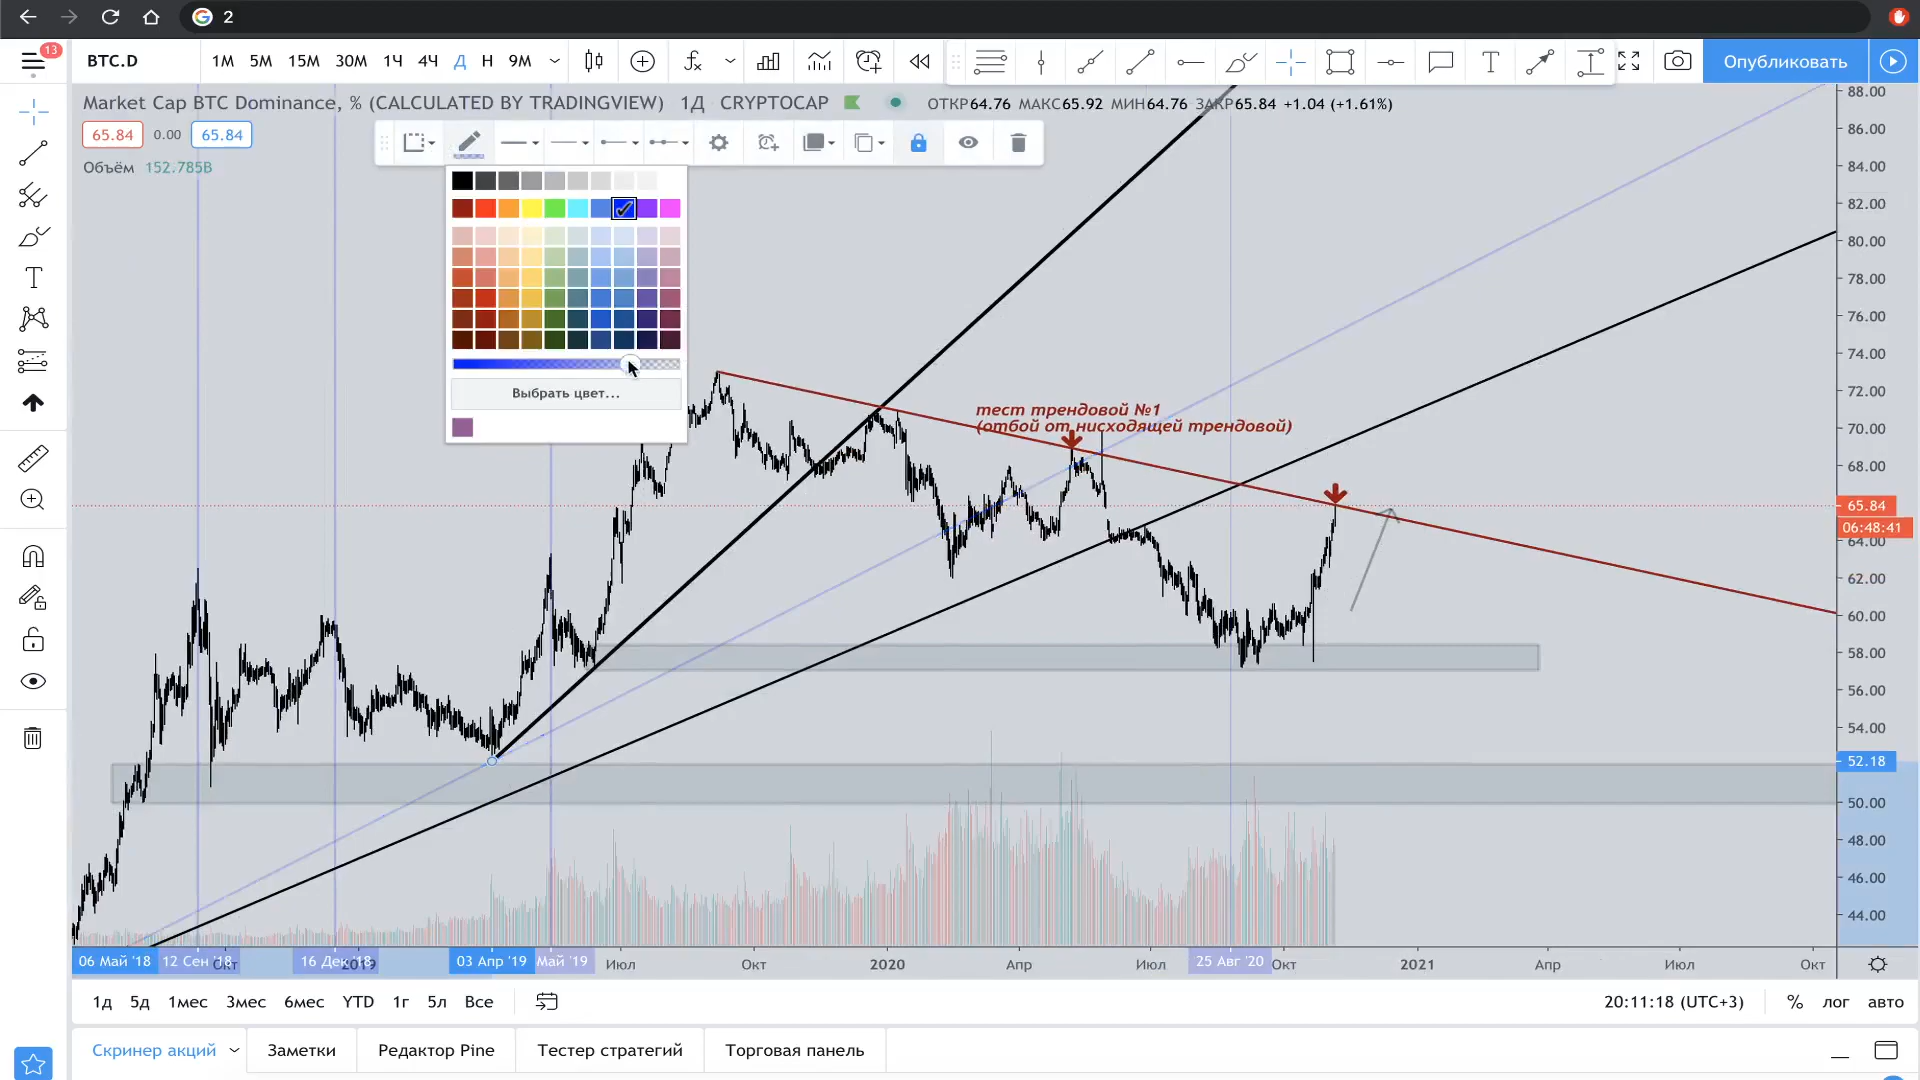 2
13
BTC.D
1М 5М 15М 30М 1Ч 4Ч Д Н 9М
Опубликовать
Market Cap BTC Dominance, % (CALCULATED BY TRADINGVIEW) 1Д CRYPTOCAP
ОТКР64.76 МАКС65.92 МИН64.76 ЗАКР65.84 +1.04 (+1.61%)
65.84 0.00 65.84
Объём 152.785B
Выбрать цвет...
тест трендовой №1
(отбой от нисходящей трендовой)
88.00
86.00
84.00
82.00
80.00
78.00
76.00
74.00
72.00
70.00
68.00
65.84
06:48:41
64.00
62.00
60.00
58.00
56.00
54.00
52.18
50.00
48.00
46.00
44.00
06 Май '18 12 Сен '18 Окт 16 Дек '18 2019 03 Апр '19 Май '19 Июл Окт 2020 Апр Июл 25 Авг '20 Окт 2021 Апр Июл Окт
1д 5д 1мес 3мес 6мес YTD 1г 5л Все
20:11:18 (UTC+3) % лог авто
Скринер акций Заметки Редактор Pine Тестер стратегий Торговая панель